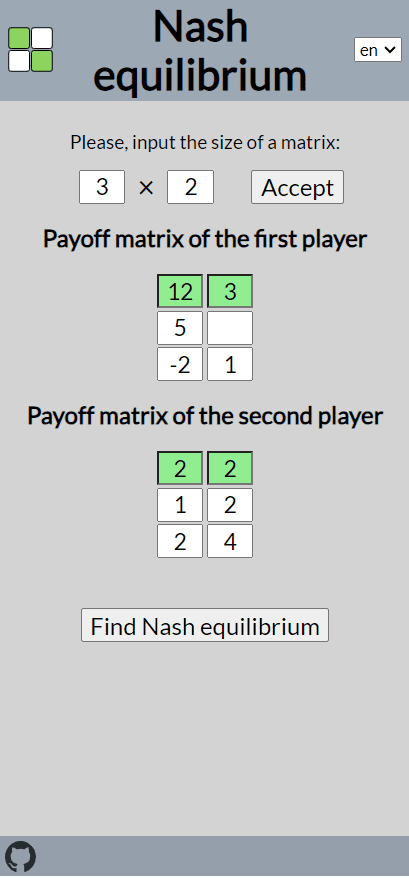 Nash
equilibrium
en
Please, input the size of a matrix:
3 × 2 Accept
Payoff matrix of the first player
12 3
5
-2 1
Payoff matrix of the second player
2 2
1 2
2 4
Find Nash equilibrium